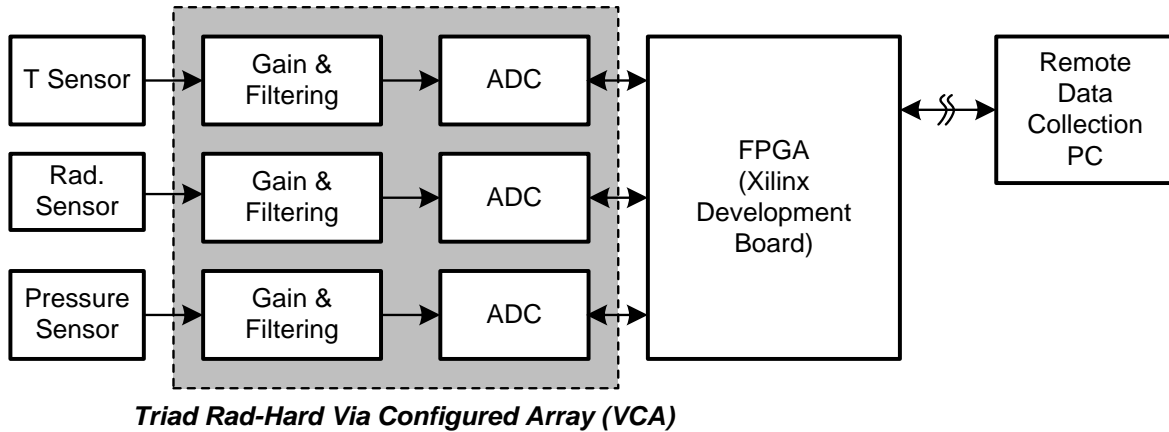 T Sensor
Gain &
Filtering
ADC
Rad.
Sensor
Gain &
Filtering
ADC
Pressure
Sensor
Gain &
Filtering
ADC
FPGA
(Xilinx
Development
Board)
Remote
Data
Collection
PC
Triad Rad-Hard Via Configured Array (VCA)